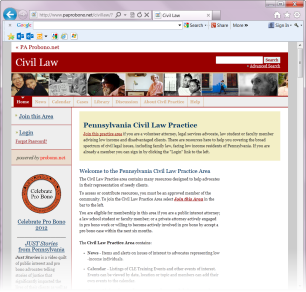 http://www.paprobono.net/civillaw/
Civil Law
Google
Search
Share
More »
Sign In
« PA Probono.net
Civil Law
Search
» Advanced Search
Home
News
Calendar
Cases
Library
Discussion
About Civil Practice
Help
» Join this Area
» Login
Forgot Password?
powered by probono.net
Celebrate
Pro Bono
Celebrate Pro Bono
2012
JUST Stories
from Pennsylvania
Just Stories is a video guilt
of public interest and pro
bono advocates telling
Pennsylvania Civil Law Practice
Join this practice area if you are a volunteer attorney, legal services advocate, law student or faculty member
advising low income and disadvantaged clients. There are resources here to help you covering the broad
spectrum of civil legal issues, including family law, facing low income residents of Pennsylvania. If you are
already a member you can sign in by clicking the "Login" link to the left.
Welcome to the Pennsylvania Civil Law Practice Area
The Civil Law Practice area contains many resources designed to help advocates
in their representation of needy clients.
To access or contribute resources, you must be an approved member of the
community. To join the Civil Law Practice Area select Join this Area in the
bar to the left.
You are eligible for membership in this area if you are a public interest attorney;
a law school student or faculty member; or a private attorney actively engaged
in pro bono work or willing to become actively involved in pro bono by accept a
pro bono case within the next six months.
The Civil Law Practice Area contains:
- News - Items and alerts on issues of interest to advocates representing low-
income individuals
- Calendar - Listings of CLE Training Events and other events of interest.